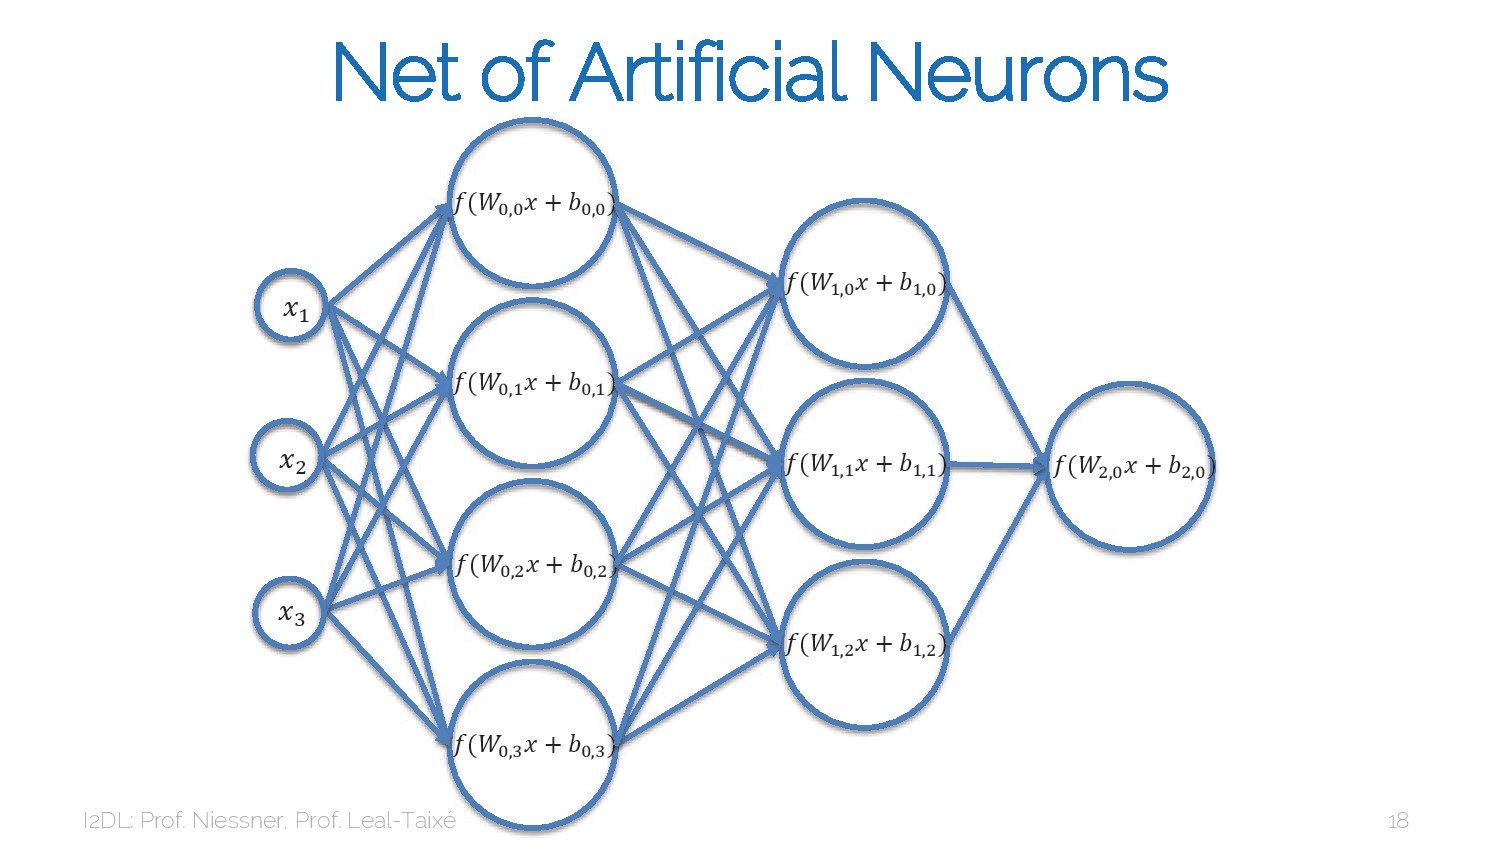 Net of Artificial Neurons
f(W₀,₀x + b₀,₀)
f(W₁,₀x + b₁,₀)
x₁
f(W₀,₁x + b₀,₁)
x₂
f(W₁,₁x + b₁,₁)
f(W₂,₀x + b₂,₀)
f(W₀,₂x + b₀,₂)
x₃
f(W₁,₂x + b₁,₂)
f(W₀,₃x + b₀,₃)
I2DL: Prof. Niessner, Prof. Leal-Taixé
18